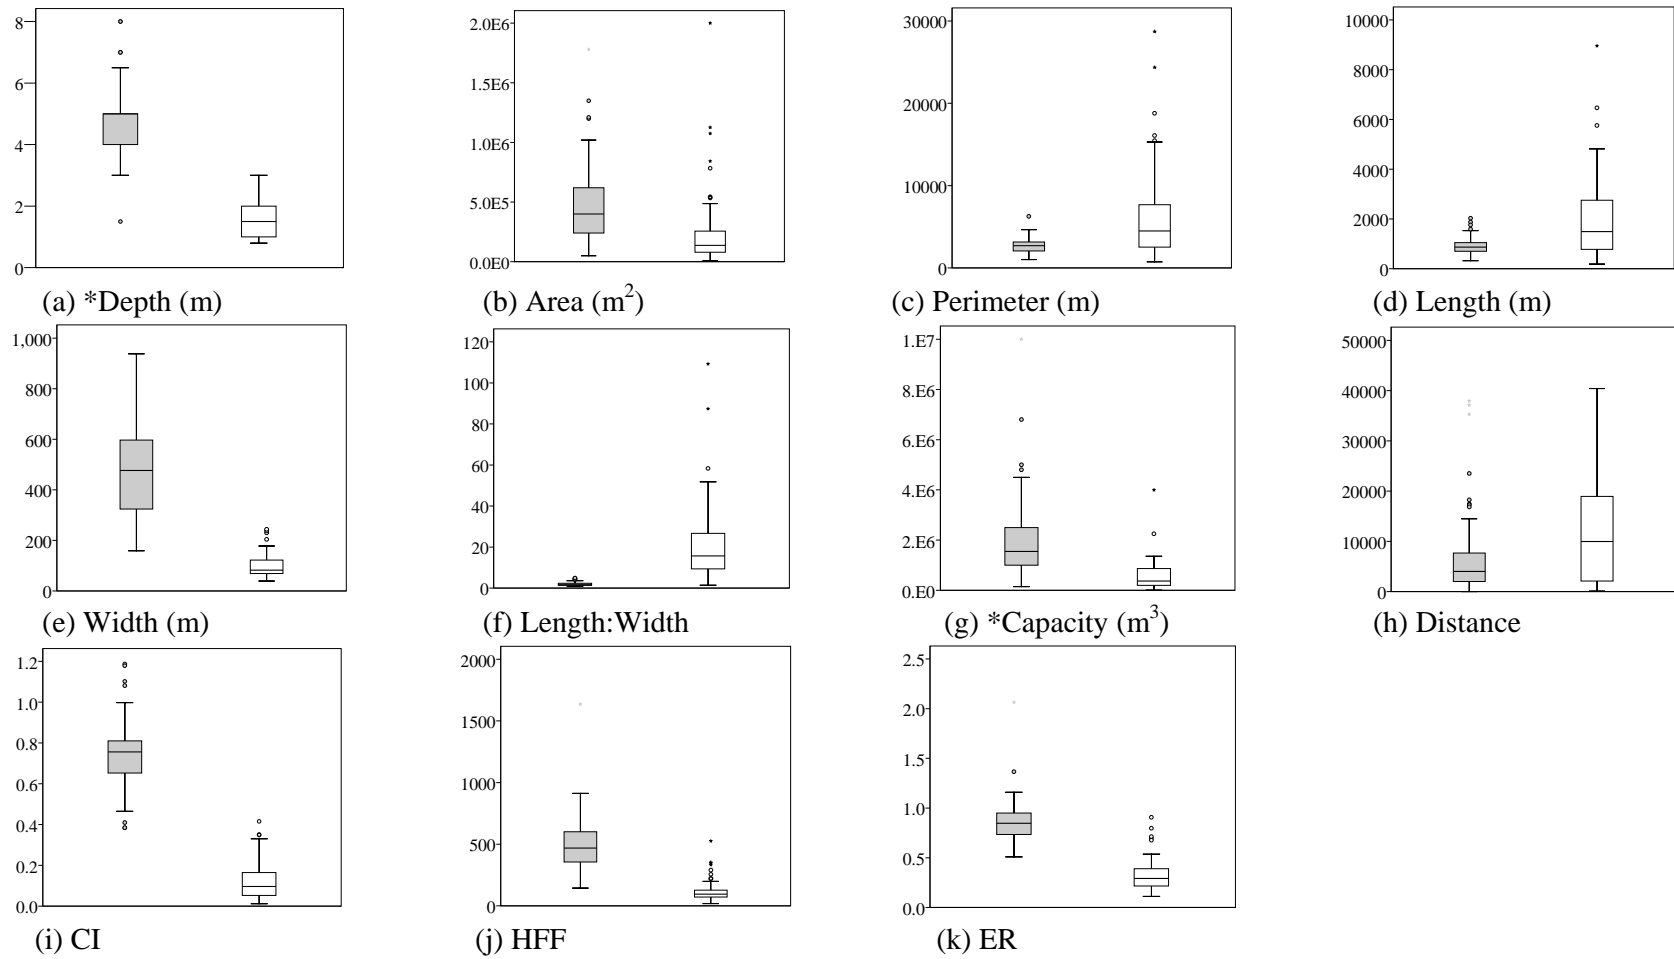 8
6
4
2
0
(a) *Depth (m)
2.0E6
1.5E6
1.0E6
5.0E5
0.0E0
(b) Area (m²)
30000
20000
10000
0
(c) Perimeter (m)
10000
8000
6000
4000
2000
0
(d) Length (m)
1,000
800
600
400
200
0
(e) Width (m)
120
100
80
60
40
20
0
(f) Length:Width
1.E7
8.E6
6.E6
4.E6
2.E6
0.E0
(g) *Capacity (m³)
50000
40000
30000
20000
10000
0
(h) Distance
1.2
1.0
0.8
0.6
0.4
0.2
0.0
(i) CI
2000
1500
1000
500
0
(j) HFF
2.5
2.0
1.5
1.0
0.5
0.0
(k) ER